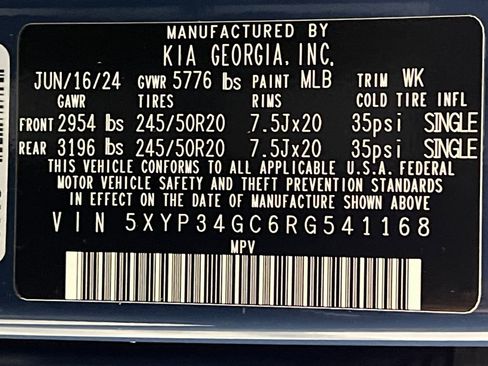 MANUFACTURED BY
KIA GEORGIA, INC.
JUN/16/24 GVWR 5776 lbs PAINT MLB TRIM WK
GAWR TIRES RIMS COLD TIRE INFL
FRONT 2954 lbs 245/50R20 7.5Jx20 35psi SINGLE
REAR 3196 lbs 245/50R20 7.5Jx20 35psi SINGLE
THIS VEHICLE CONFORMS TO ALL APPLICABLE U.S.A. FEDERAL
MOTOR VEHICLE SAFETY AND THEFT PREVENTION STANDARDS
IN EFFECT ON THE DATE OF MANUFACTURE SHOWN ABOVE
VIN 5XYP34GC6RG541168
MPV